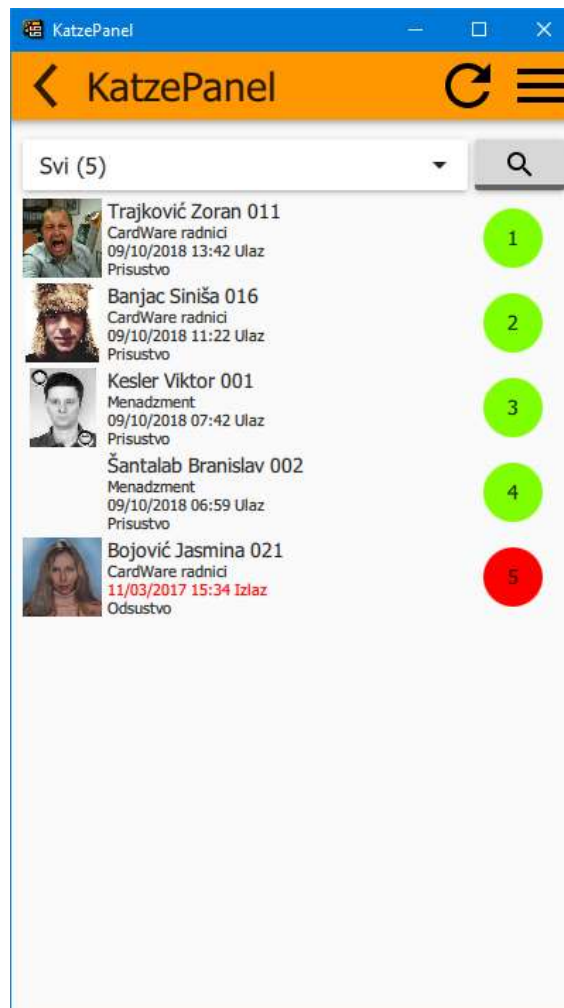 KatzePanel
KatzePanel
Svi (5)
Trajković Zoran 011
CardWare radnici
09/10/2018 13:42 Ulaz
Prisustvo
1
Banjac Siniša 016
CardWare radnici
09/10/2018 11:22 Ulaz
Prisustvo
2
Kesler Viktor 001
Menadzment
09/10/2018 07:42 Ulaz
Prisustvo
3
Šantalab Branislav 002
Menadzment
09/10/2018 06:59 Ulaz
Prisustvo
4
Bojović Jasmina 021
CardWare radnici
11/03/2017 15:34 Izlaz
Odsustvo
5